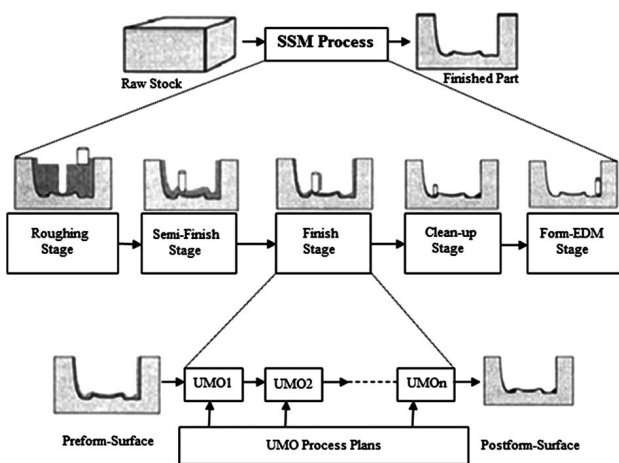 SSM Process
Raw Stock
Finished Part
Roughing
Stage
Semi-Finish
Stage
Finish
Stage
Clean-up
Stage
Form-EDM
Stage
UMO1
UMO2
UMOn
Preform-Surface
UMO Process Plans
Postform-Surface